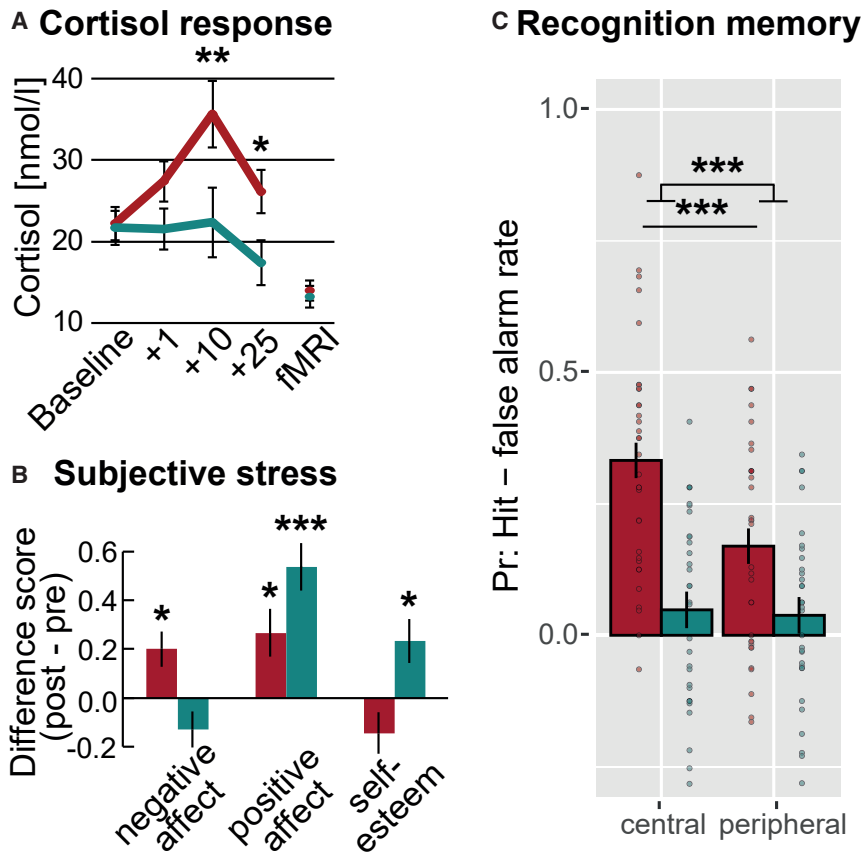 A Cortisol response
Cortisol [nmol/l]
40
30
20
10
**
*
Baseline
+1
+10
+25
fMRI
B Subjective stress
Difference score
(post - pre)
0.6
0.4
0.2
0.0
-0.2
*
*
***
*
negative
affect
positive
affect
self-
esteem
C Recognition memory
Pr: Hit – false alarm rate
1.0
0.5
0.0
***
***
central
peripheral